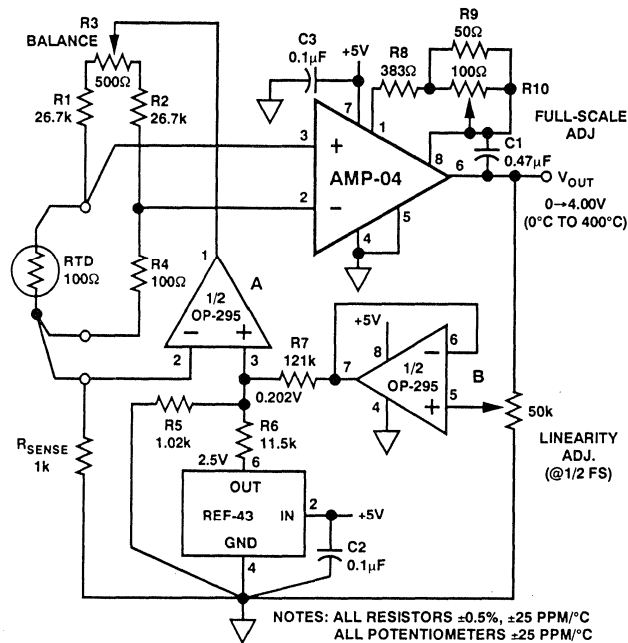 R3
BALANCE
500Ω
R1
26.7k
R2
26.7k
C3
0.1µF
+5V
R8
383Ω
R9
50Ω
100Ω
R10
FULL-SCALE
ADJ
7
1
3
+
AMP-04
8
6
C1
0.47µF
2
−
5
4
VOUT
0→4.00V
(0°C TO 400°C)
RTD
100Ω
R4
100Ω
1
A
1/2
OP-295
−
+
2
3
R7
121k
+5V
8
7
1/2
OP-295
−
6
B
+
5
4
50k
LINEARITY
ADJ.
(@1/2 FS)
0.202V
R5
1.02k
R6
11.5k
RSENSE
1k
2.5V
6
OUT
REF-43
IN
2
+5V
GND
4
C2
0.1µF
NOTES: ALL RESISTORS ±0.5%, ±25 PPM/°C
ALL POTENTIOMETERS ±25 PPM/°C